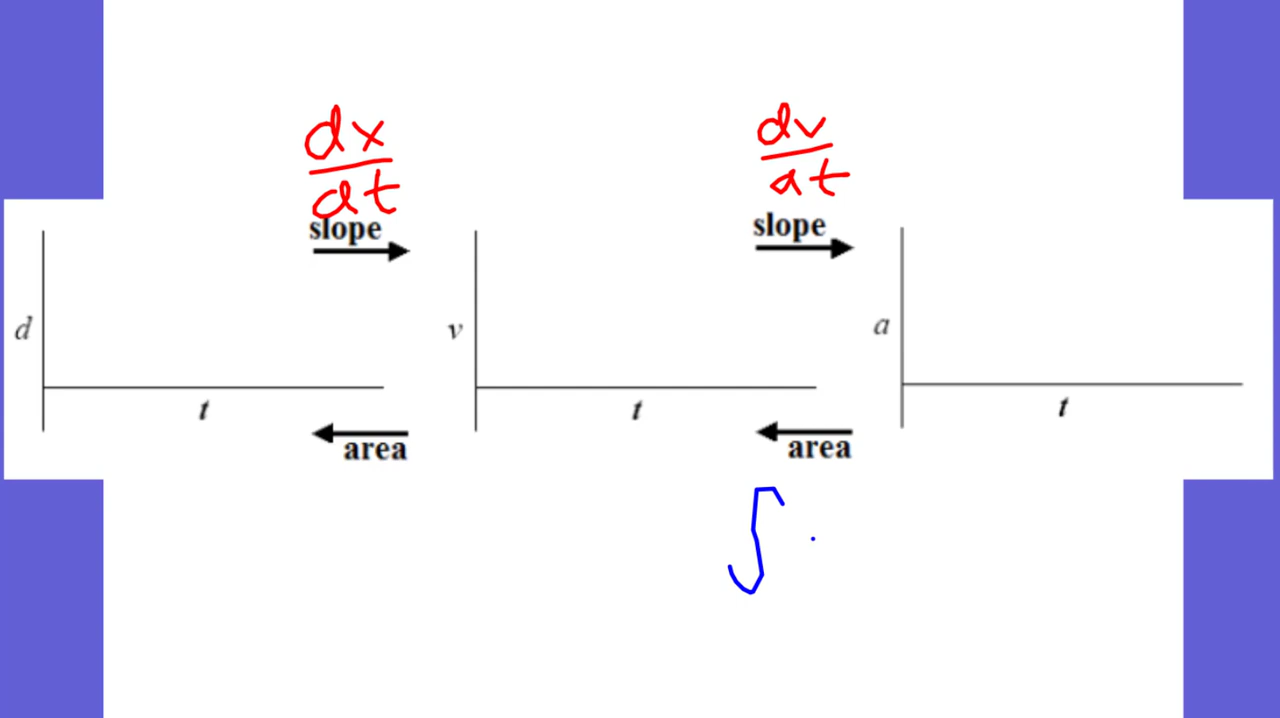 dx dv
dt dt
slope slope
d v a
t t t
area area
∫